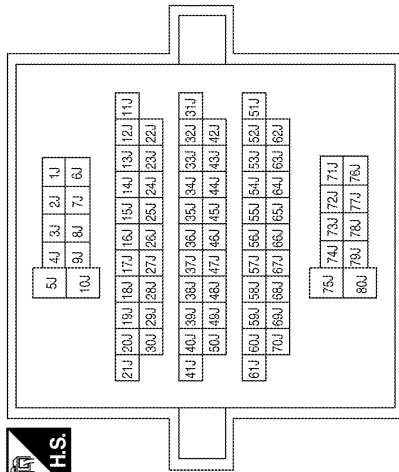 H.S.
5J 4J 3J 2J 1J
10J 9J 8J 7J 6J
21J 20J 19J 18J 17J 16J 15J 14J 13J 12J 11J
30J 29J 28J 27J 26J 25J 24J 23J 22J
41J 40J 39J 38J 37J 36J 35J 34J 33J 32J 31J
50J 49J 48J 47J 46J 45J 44J 43J 42J
61J 60J 59J 58J 57J 56J 55J 54J 53J 52J 51J
70J 69J 68J 67J 66J 65J 64J 63J 62J
75J 74J 73J 72J 71J
80J 79J 78J 77J 76J